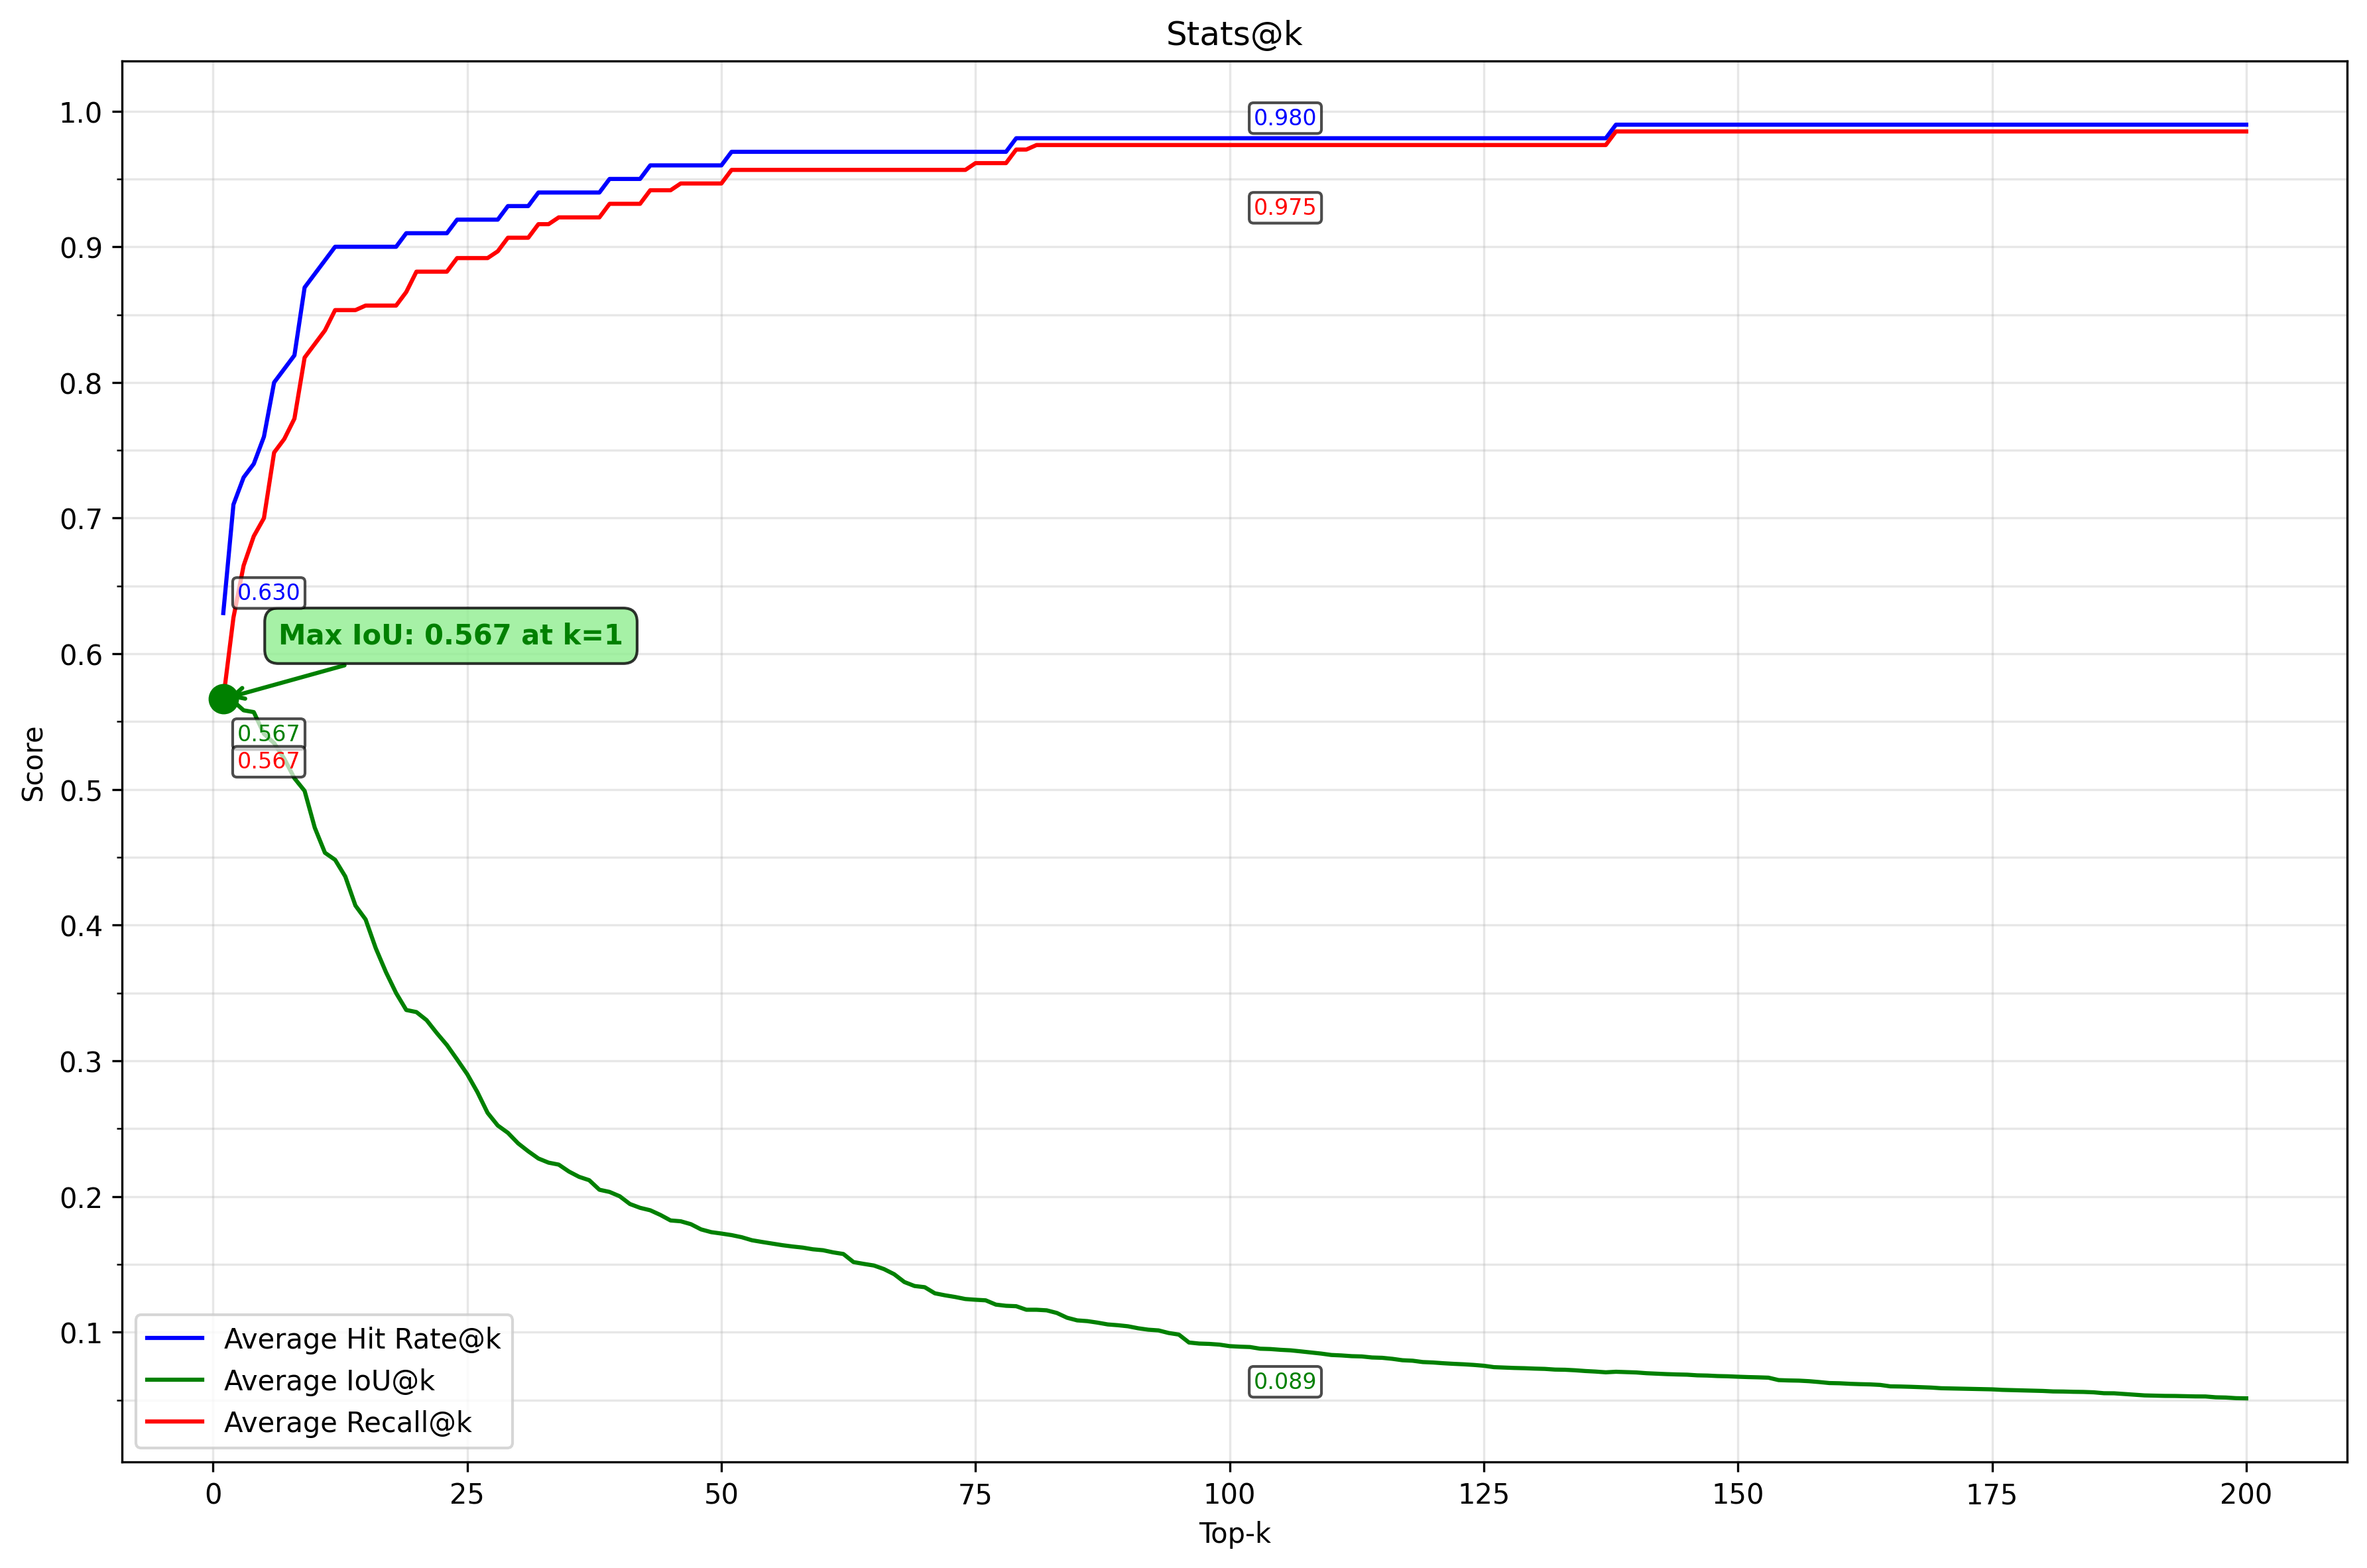 Stats@k
Score
1.0
0.9
0.8
0.7
0.6
0.5
0.4
0.3
0.2
0.1
0.980
0.975
0.630
Max IoU: 0.567 at k=1
0.567
0.567
0.089
Average Hit Rate@k
Average IoU@k
Average Recall@k
0 25 50 75 100 125 150 175 200
Top-k